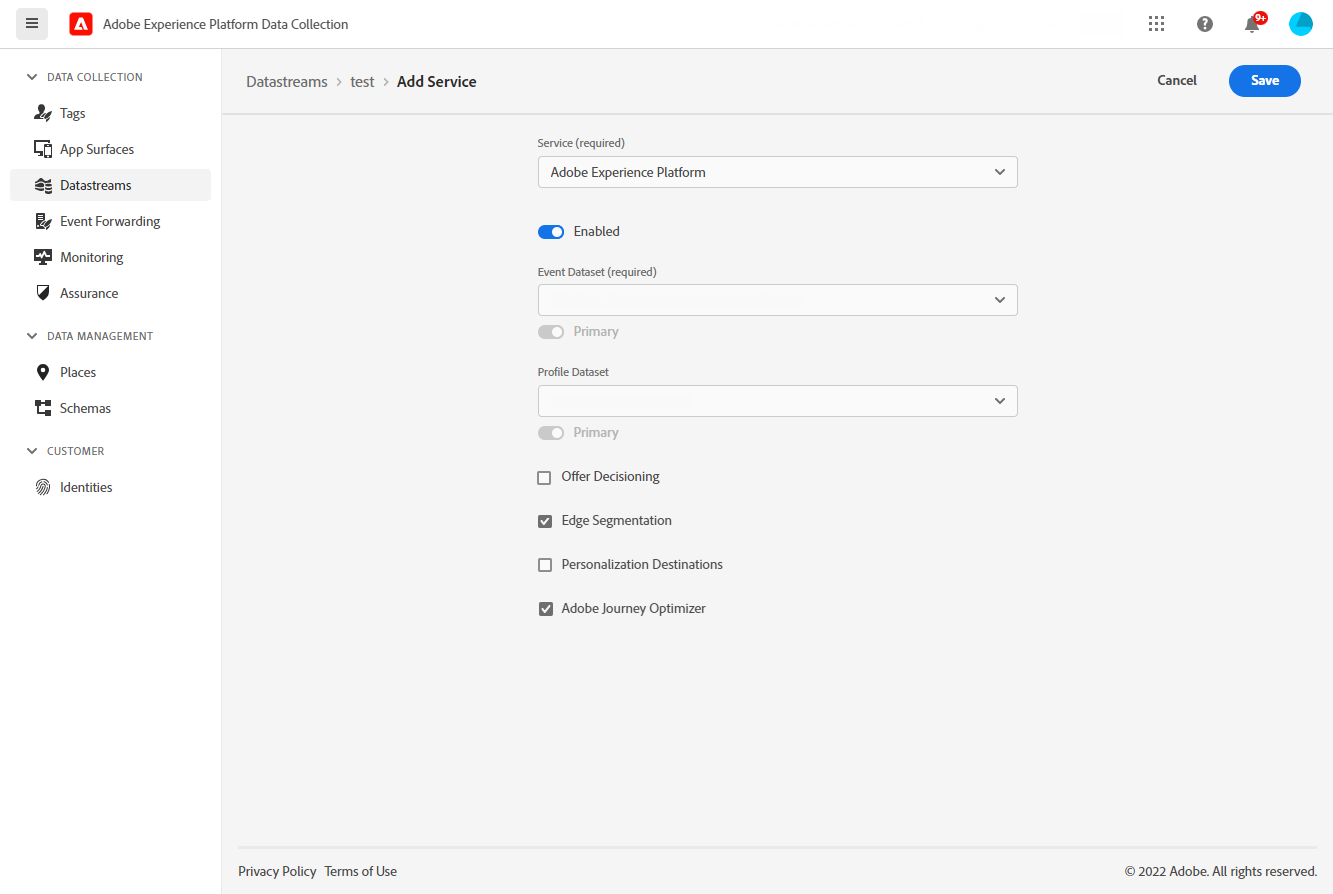 Adobe Experience Platform Data Collection
9+
DATA COLLECTION
Tags
App Surfaces
Datastreams
Event Forwarding
Monitoring
Assurance
DATA MANAGEMENT
Places
Schemas
CUSTOMER
Identities
Datastreams > test > Add Service
Cancel
Save
Service (required)
Adobe Experience Platform
Enabled
Event Dataset (required)
Primary
Profile Dataset
Primary
Offer Decisioning
Edge Segmentation
Personalization Destinations
Adobe Journey Optimizer
Privacy Policy Terms of Use
© 2022 Adobe. All rights reserved.